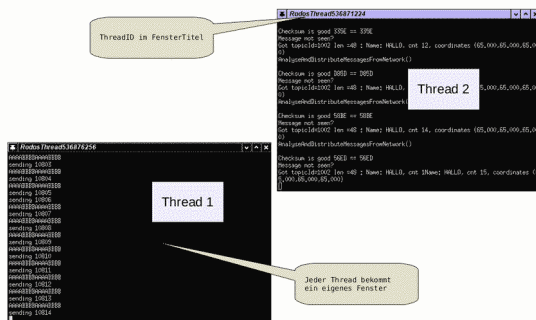 ThreadID im FensterTitel
RodosThread536871224
Checksum is good 335E == 335E
Message not seen?
Got topicId=1002 len =48 ; Name: HALLO, cnt 12, coordinates (65,000,65,000,65,00
0)
AnalyseAndDistributeMessagesFromNetwork()
Checksum is good D85D == D85D
Message not seen?
Got topicId=1002 len =48 ; Name:
0)
AnalyseAndDistributeMessagesFromNetwork()
Thread 2
Checksum is good 58BE == 58BE
Message not seen?
Got topicId=1002 len =48 ; Name: HALLO, cnt 14, coordinates (65,000,65,000,65,00
0)
AnalyseAndDistributeMessagesFromNetwork()
Checksum is good 56ED == 56ED
Message not seen?
Got topicId=1002 len =48 ; Name: HALLO, cnt 1Name: HALLO, cnt 15, coordinates (6
5,000,65,000,65,000)
RodosThread536876256
sending 10803
sending 10804
sending 10805
sending 10806
sending 10807
sending 10808
sending 10809
sending 10810
sending 10811
sending 10812
sending 10813
sending 10814
Thread 1
Jeder Thread bekommt
ein eigenes Fenster